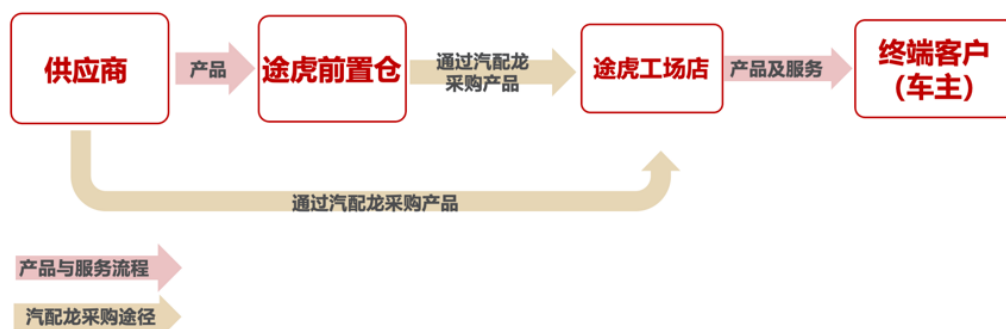 供应商
产品
途虎前置仓
通过汽配龙
采购产品
途虎工场店
产品及服务
终端客户
（车主）
通过汽配龙采购产品
产品与服务流程
汽配龙采购途径